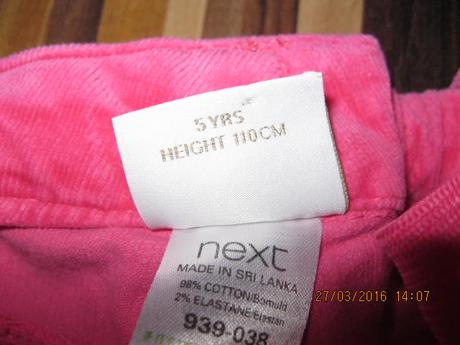 5 YRS
HEIGHT 110CM
next
MADE IN SRI LANKA
98% COTTON/Bomuld
2% ELASTANE/Elastan
939-038
27/03/2016 14:07